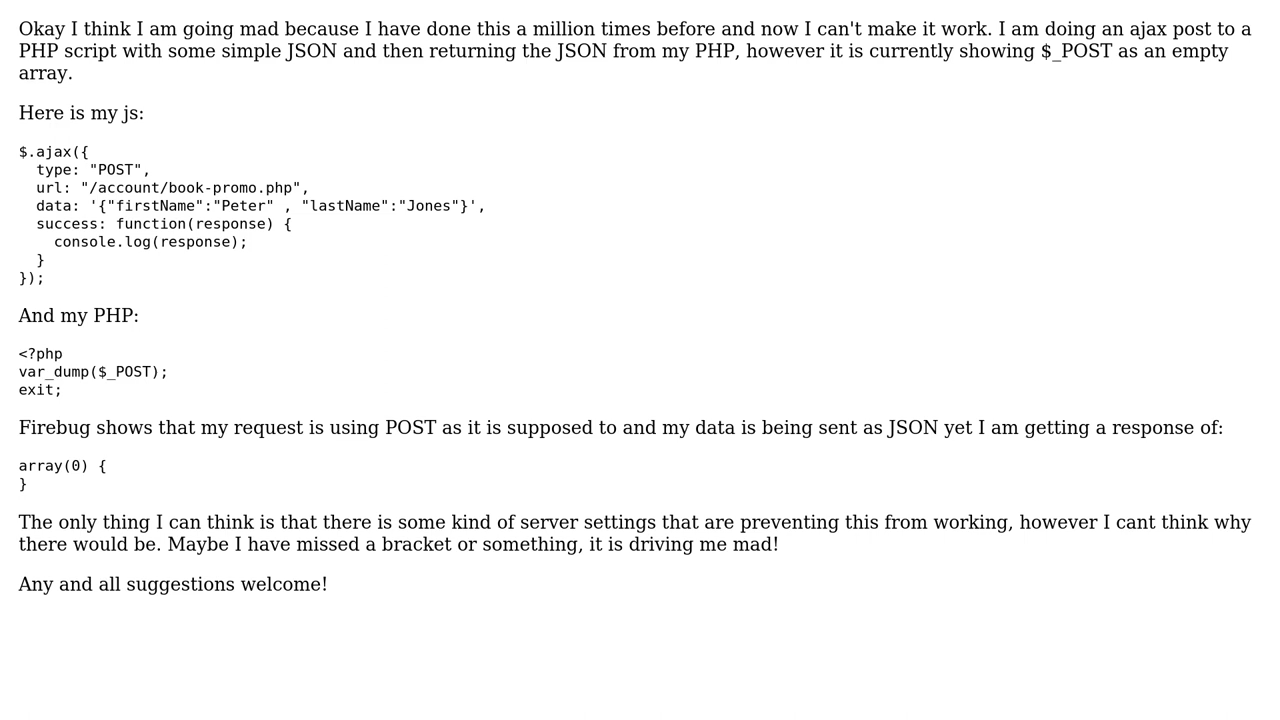 Okay I think I am going mad because I have done this a million times before and now I can't make it work. I am doing an ajax post to a
PHP script with some simple JSON and then returning the JSON from my PHP, however it is currently showing $_POST as an empty
array.
Here is my js:
$.ajax({
  type: "POST",
  url: "/account/book-promo.php",
  data: '{"firstName":"Peter" , "lastName":"Jones"}',
  success: function(response) {
    console.log(response);
  }
});
And my PHP:
<?php
var_dump($_POST);
exit;
Firebug shows that my request is using POST as it is supposed to and my data is being sent as JSON yet I am getting a response of:
array(0) {
}
The only thing I can think is that there is some kind of server settings that are preventing this from working, however I cant think why
there would be. Maybe I have missed a bracket or something, it is driving me mad!
Any and all suggestions welcome!